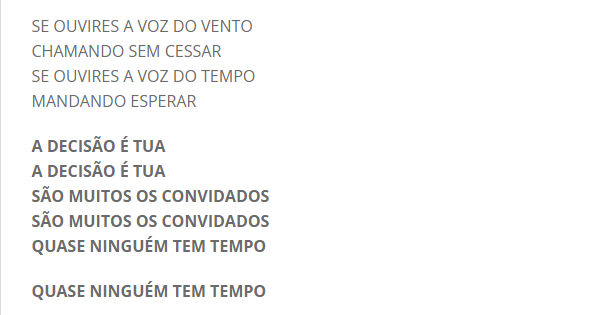 SE OUVIRES A VOZ DO VENTO
CHAMANDO SEM CESSAR
SE OUVIRES A VOZ DO TEMPO
MANDANDO ESPERAR
A DECISÃO É TUA
A DECISÃO É TUA
SÃO MUITOS OS CONVIDADOS
SÃO MUITOS OS CONVIDADOS
QUASE NINGUÉM TEM TEMPO
QUASE NINGUÉM TEM TEMPO